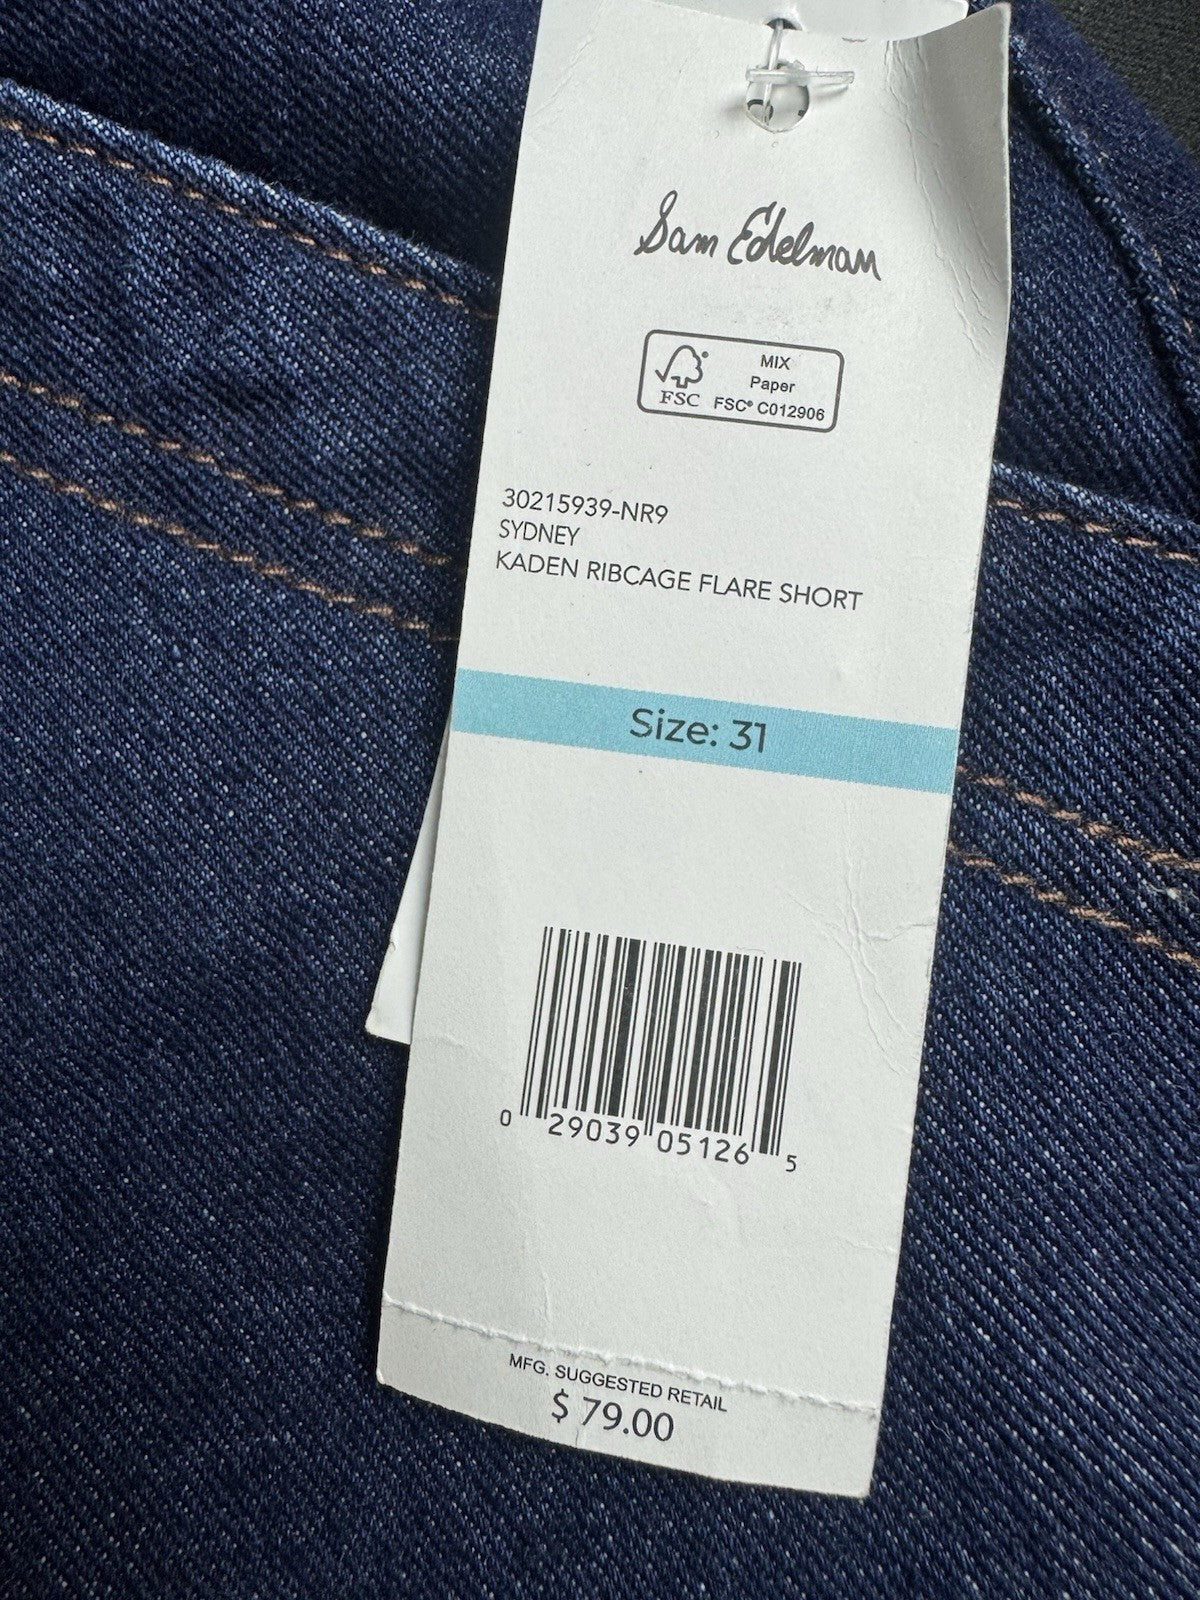 Sam Edelman
MIX
Paper
FSC
FSC® C012906
30215939-NR9
SYDNEY
KADEN RIBCAGE FLARE SHORT
Size: 31
0 29039 05126 5
MFG. SUGGESTED RETAIL
$ 79.00